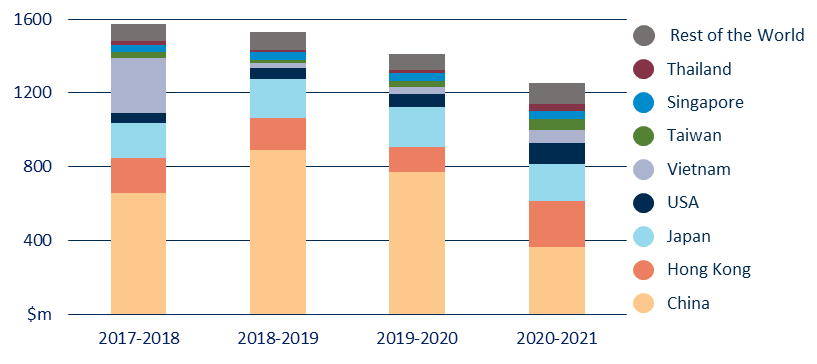 1600
1200
800
400
$m
2017-2018
2018-2019
2019-2020
2020-2021
Rest of the World
Thailand
Singapore
Taiwan
Vietnam
USA
Japan
Hong Kong
China